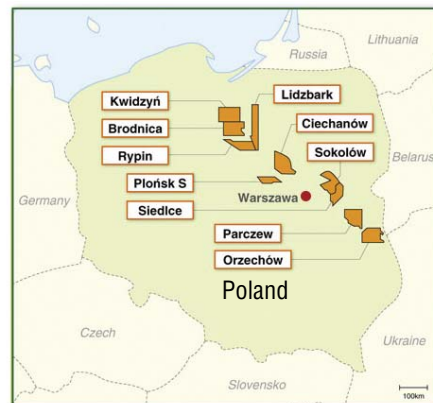 Russia
Lithuania
Kwidzyń
Lidzbark
Brodnica
Ciechanów
Rypin
Sokolów
Belarus
Płońsk S
Germany
Warszawa
Siedlce
Parczew
Orzechów
Poland
Czech
Ukraine
Slovensko
100km